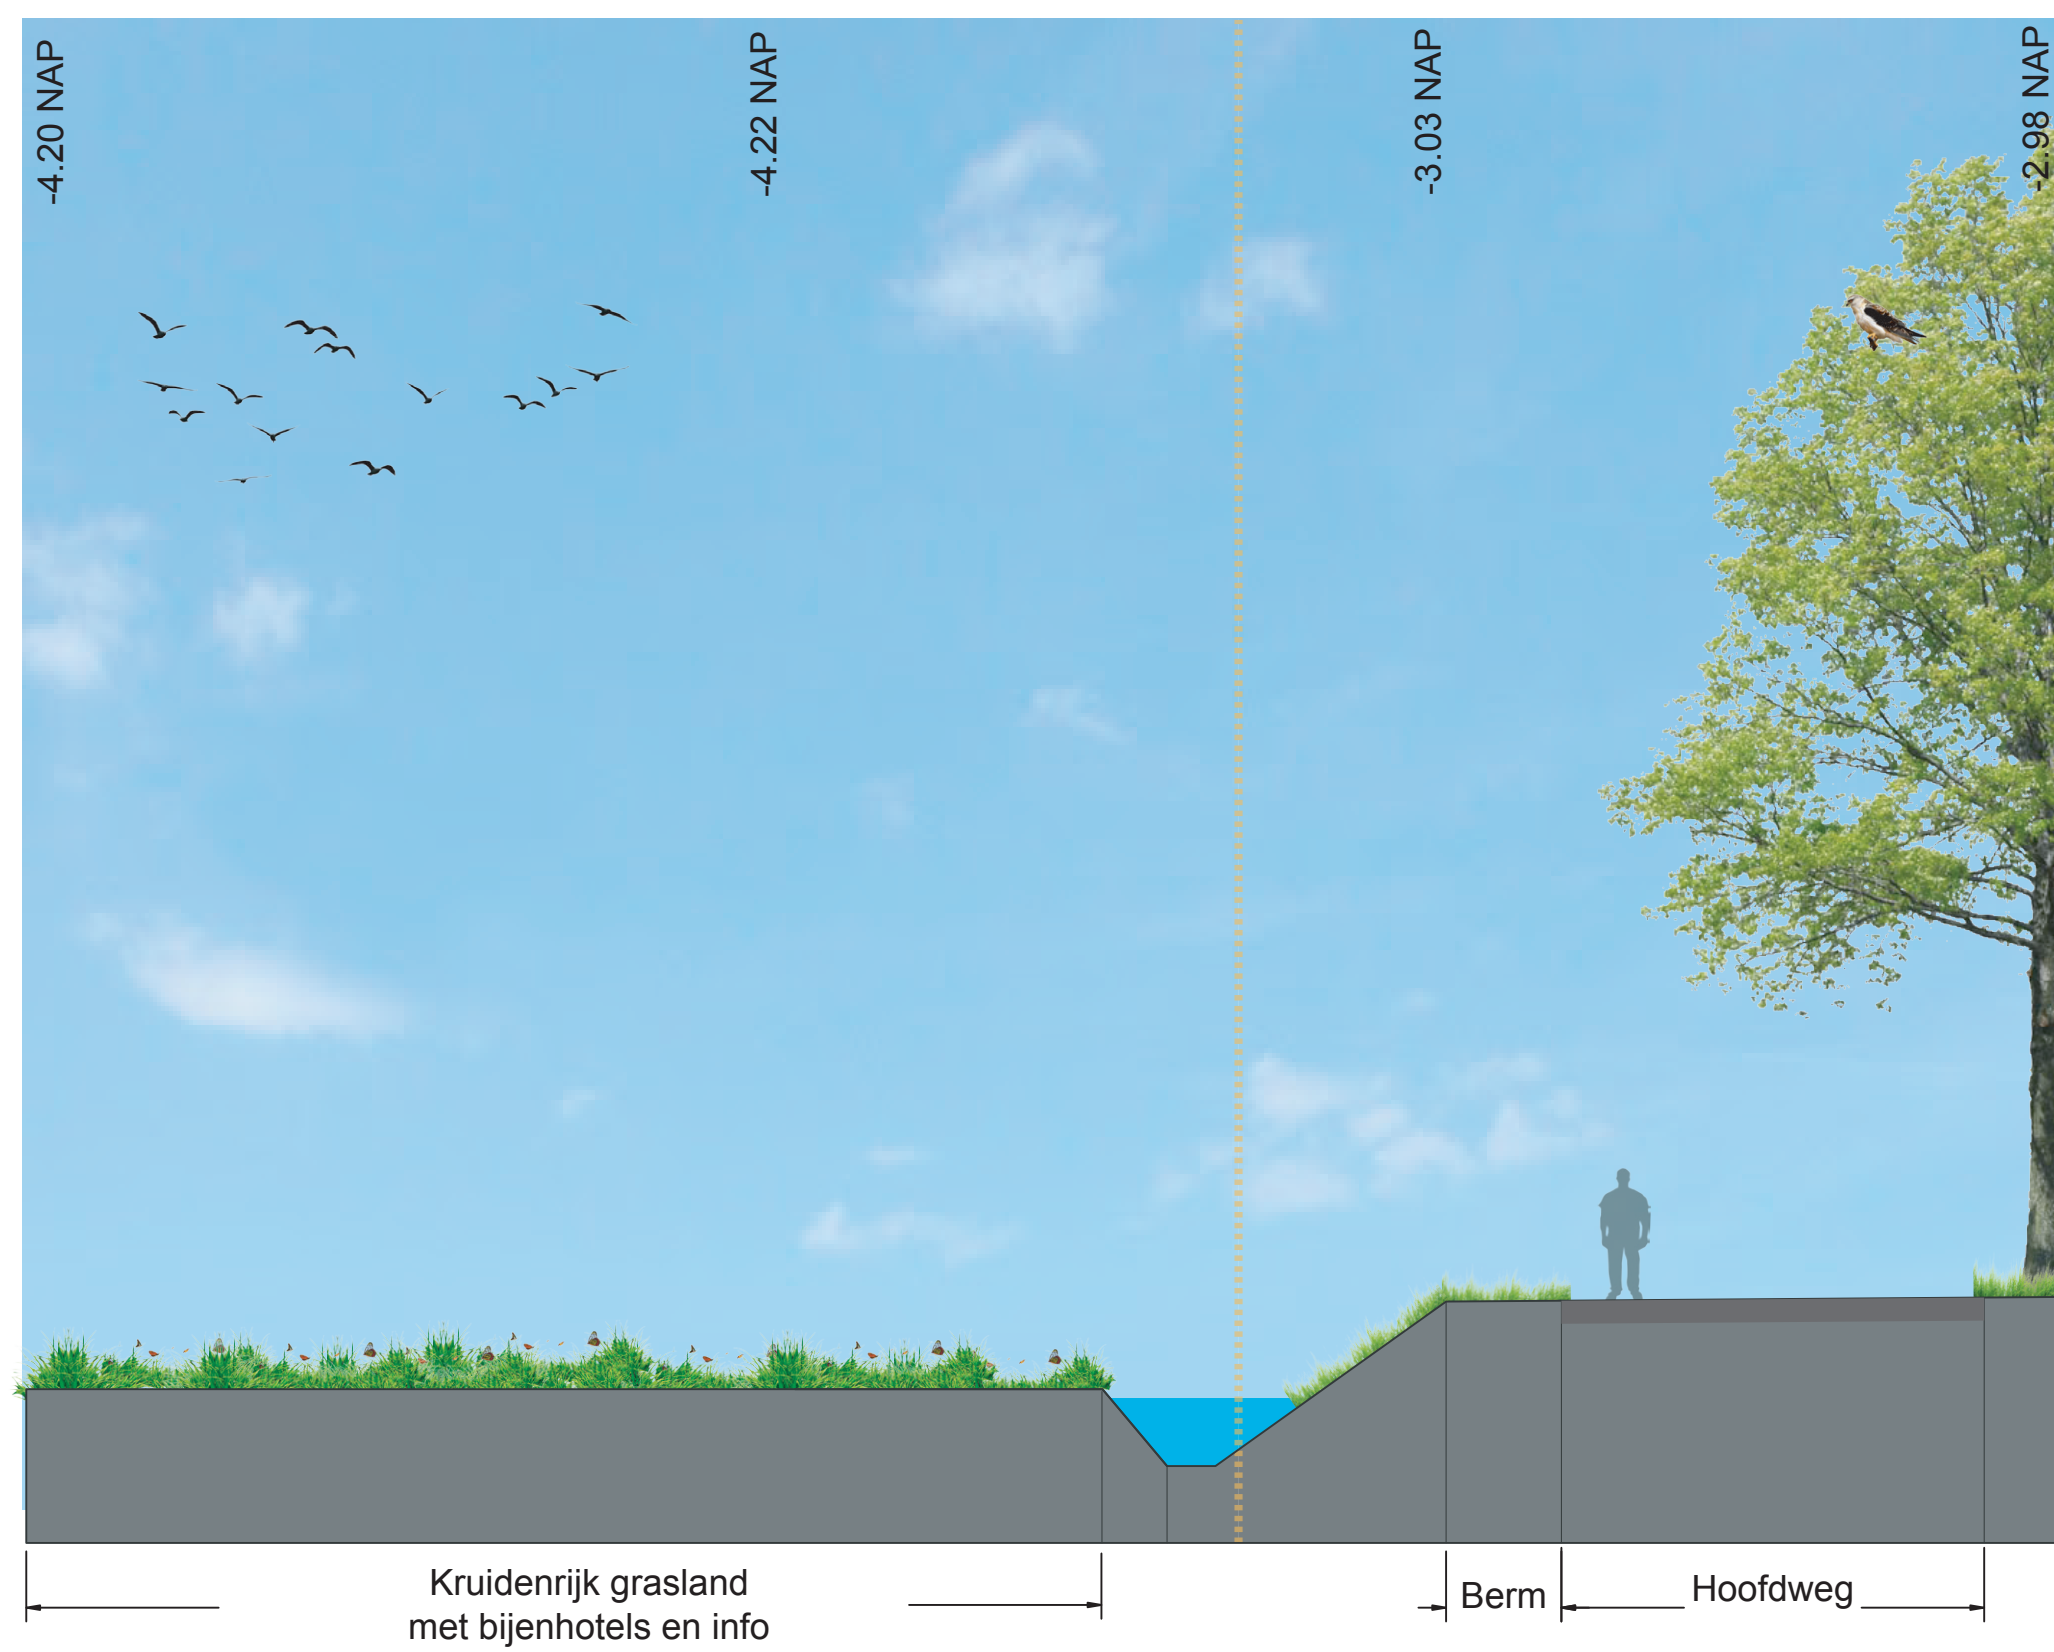 -4.20 NAP
-4.22 NAP
-3.03 NAP
-2.98 NAP
Kruidenrijk grasland
met bijenhotels en info
Berm
Hoofdweg